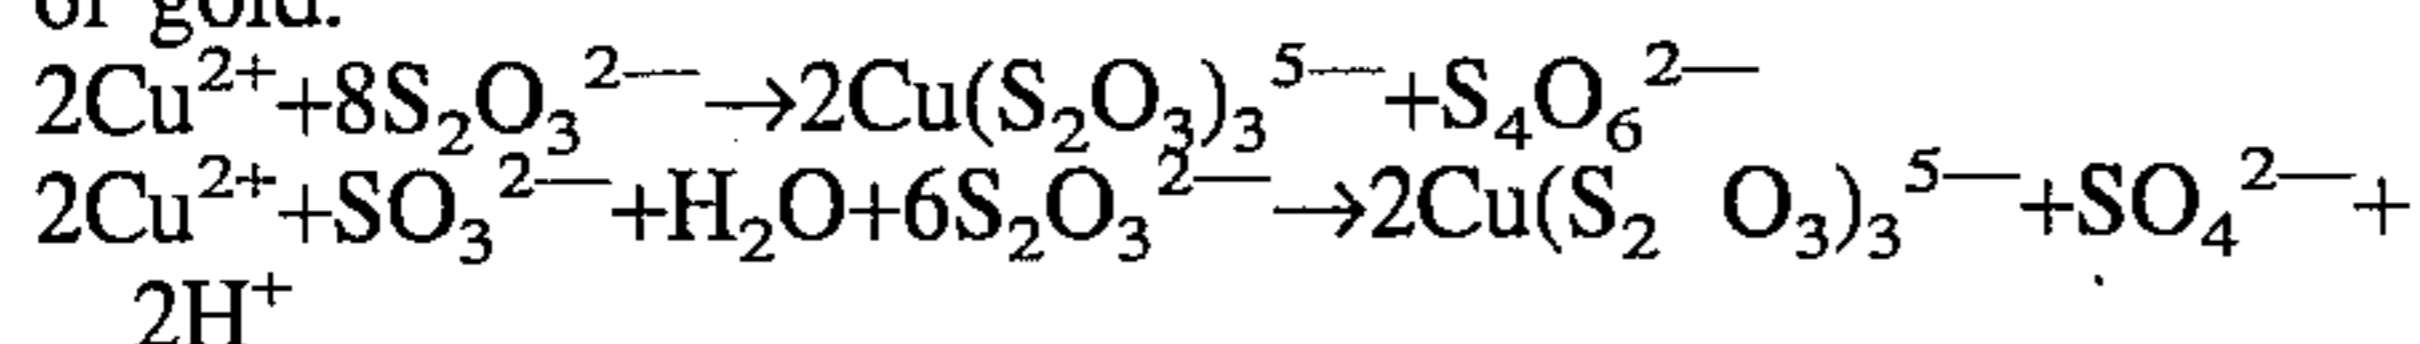 of gold.
2Cu²⁺+8S₂O₃²—→2Cu(S₂O₃)₃⁵—+S₄O₆²—
2Cu²⁺+SO₃²—+H₂O+6S₂O₃²—→2Cu(S₂ O₃)₃⁵—+SO₄²—+
2H⁺